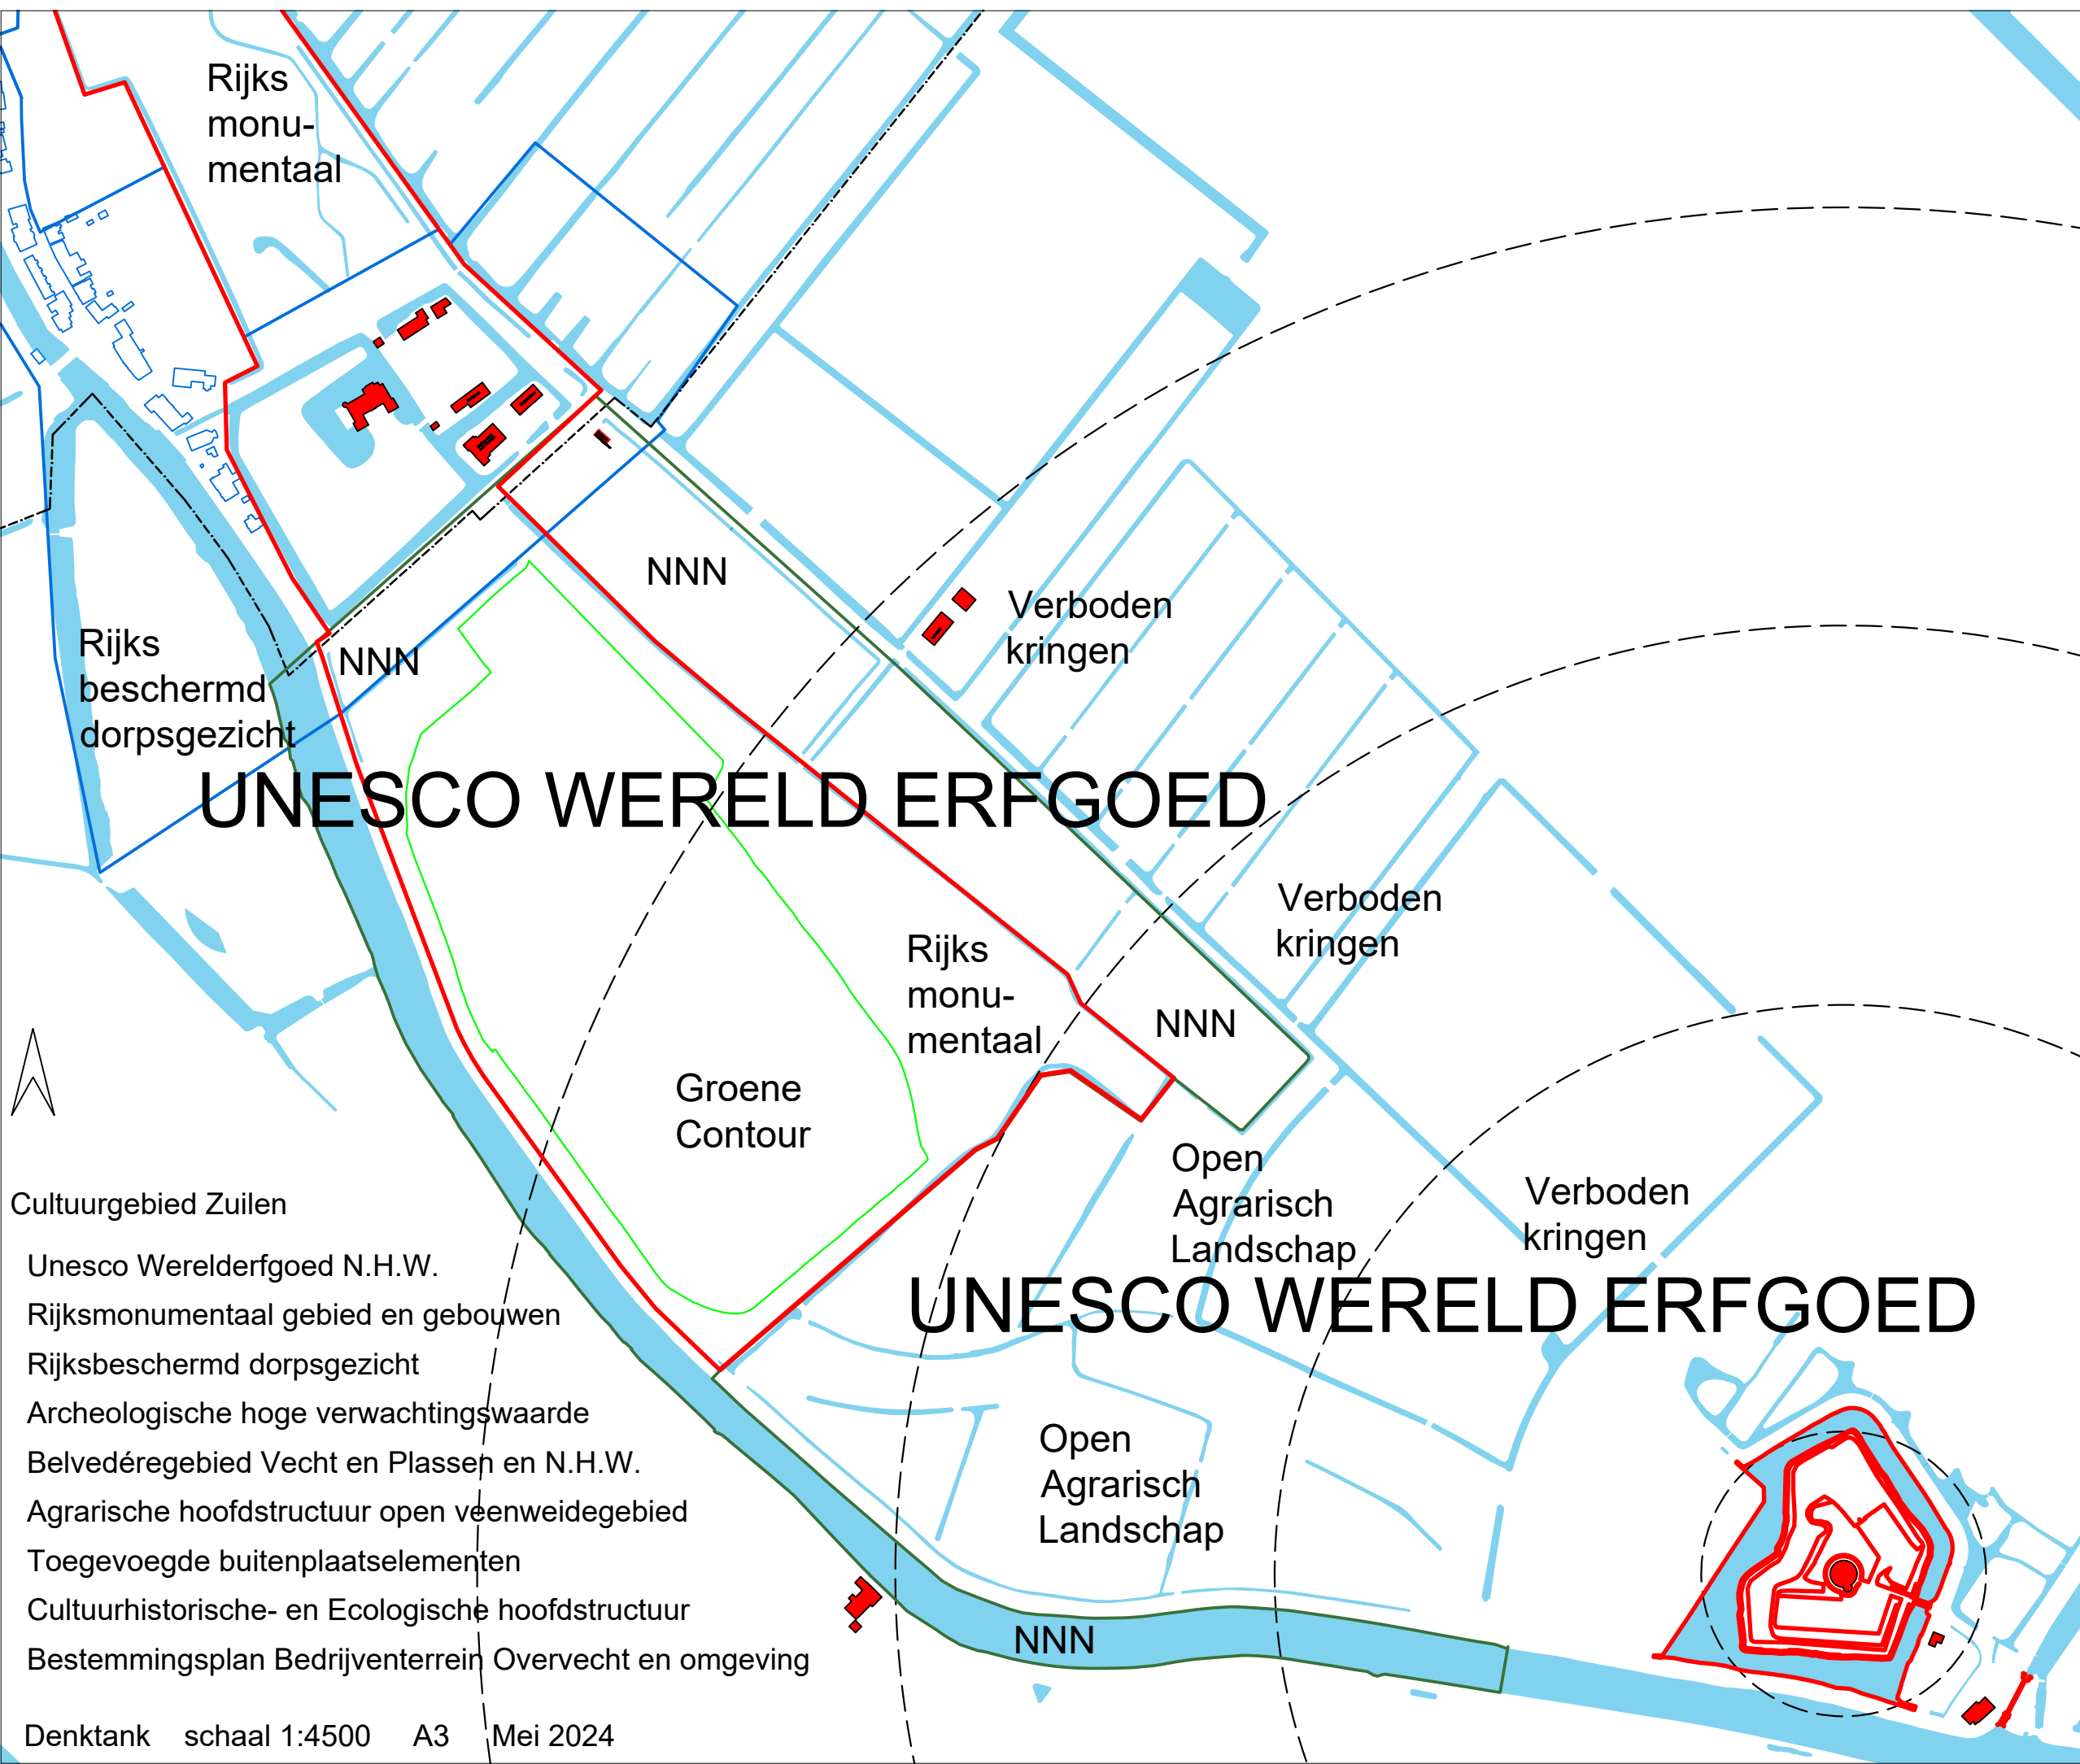 Rijks
monu-
mentaal
NNN
Verboden
kringen
Rijks
beschermd
dorpsgezicht
NNN
UNESCO WERELD ERFGOED
Verboden
kringen
Rijks
monu-
mentaal
NNN
Groene
Contour
Open
Agrarisch
Landschap
Verboden
kringen
UNESCO WERELD ERFGOED
Open
Agrarisch
Landschap
NNN
Cultuurgebied Zuilen
Unesco Werelderfgoed N.H.W.
Rijksmonumentaal gebied en gebouwen
Rijksbeschermd dorpsgezicht
Archeologische hoge verwachtingswaarde
Belvedéregebied Vecht en Plassen en N.H.W.
Agrarische hoofdstructuur open veenweidegebied
Toegevoegde buitenplaatselementen
Cultuurhistorische- en Ecologische hoofdstructuur
Bestemmingsplan Bedrijventerrein Overvecht en omgeving
Denktank schaal 1:4500 A3 Mei 2024